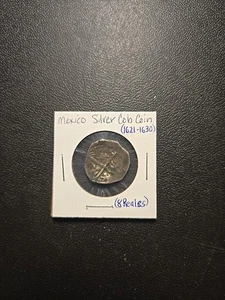 Mexico Silver Cob Coin
(1621-1630)
(8 Reales)